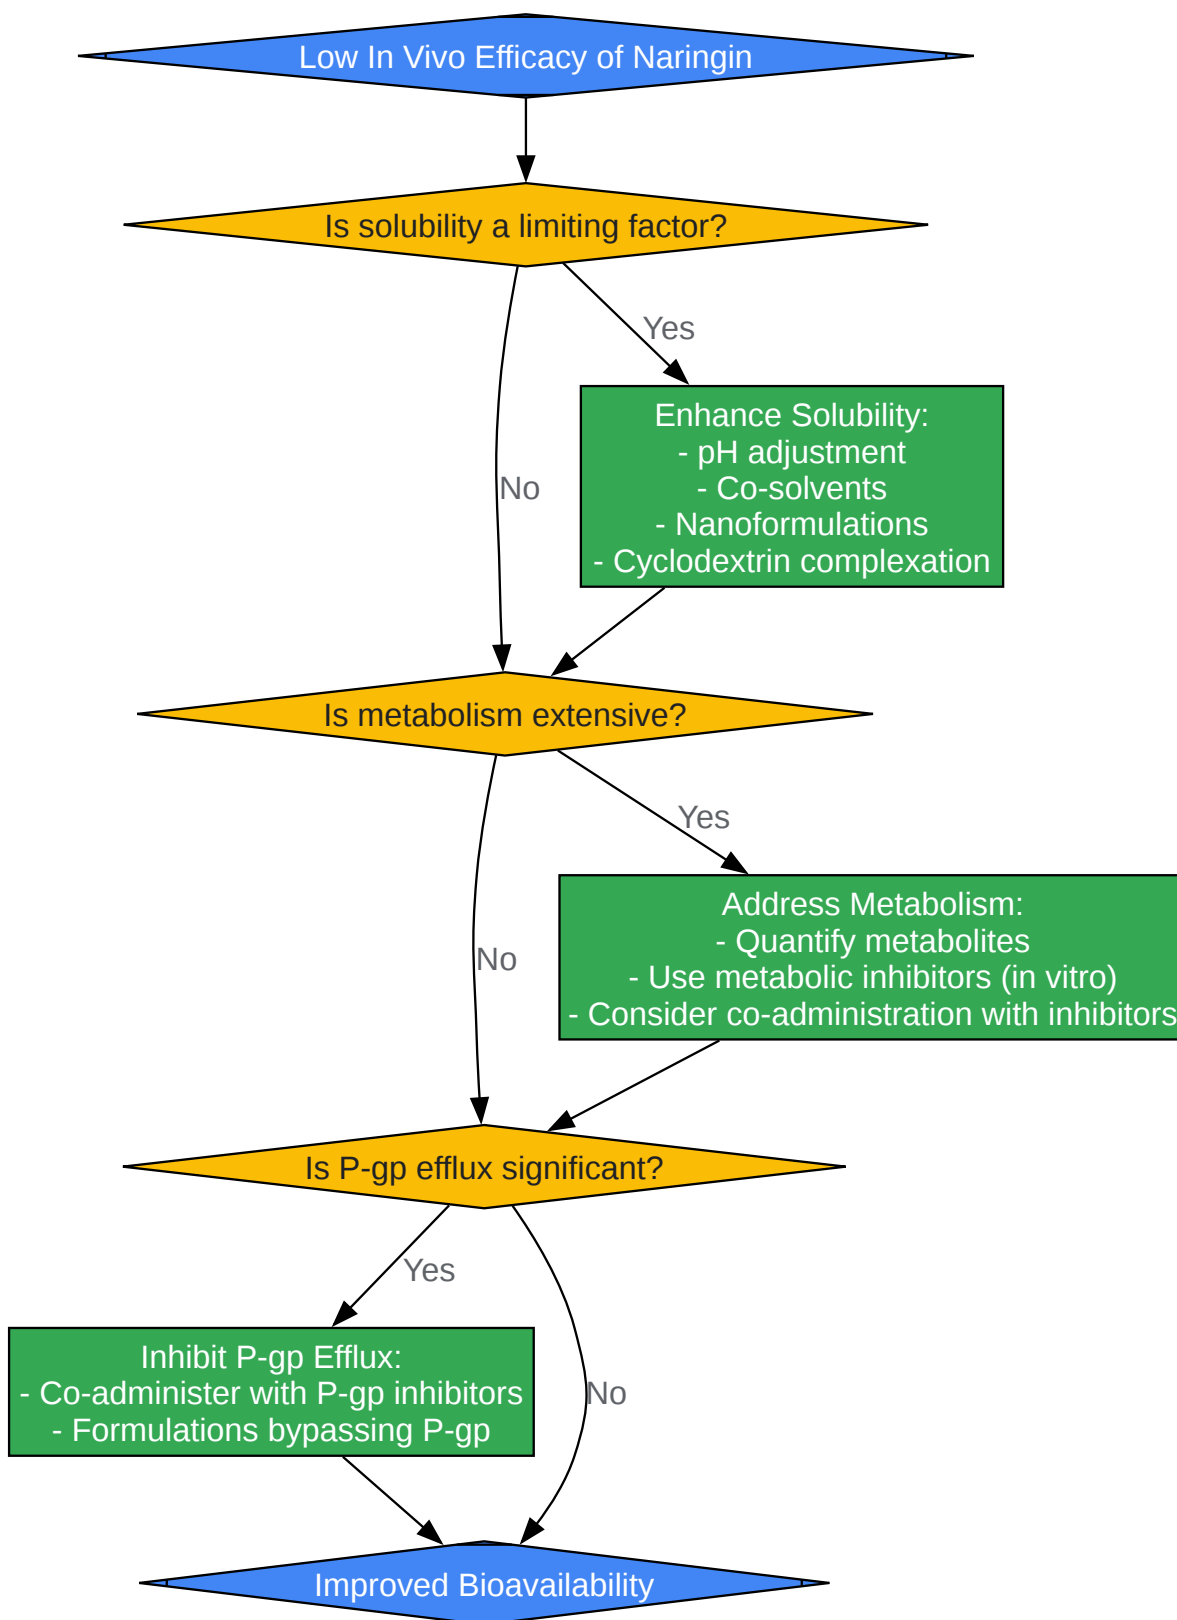 Low In Vivo Efficacy of Naringin
Is solubility a limiting factor?
Yes
Enhance Solubility:
- pH adjustment
- Co-solvents
- Nanoformulations
- Cyclodextrin complexation
No
Is metabolism extensive?
Yes
Address Metabolism:
- Quantify metabolites
- Use metabolic inhibitors (in vitro)
- Consider co-administration with inhibitors
No
Is P-gp efflux significant?
Yes
Inhibit P-gp Efflux:
- Co-administer with P-gp inhibitors
- Formulations bypassing P-gp
No
Improved Bioavailability